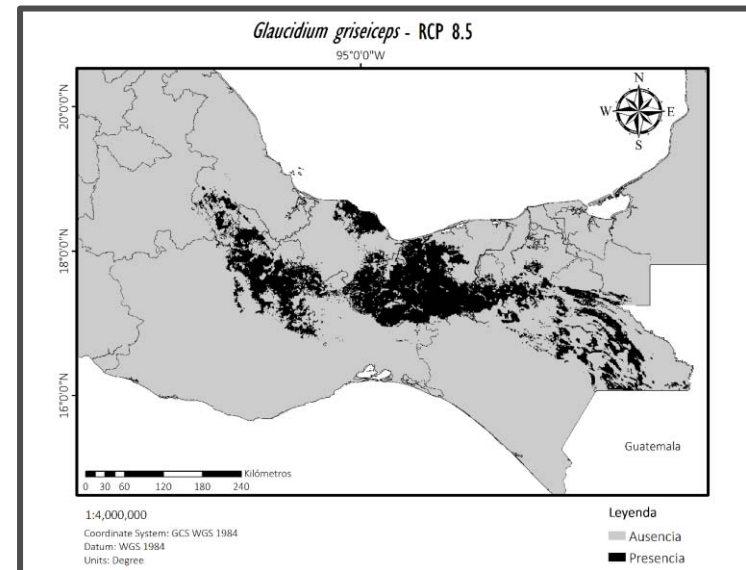 Glaucidium griseiceps - RCP 8.5
95°0'0"W
N
W E
S
20°0'0"N
18°0'0"N
16°0'0"N
Guatemala
Kilómetros
0 30 60 120 180 240
1:4,000,000
Coordinate System: GCS WGS 1984
Datum: WGS 1984
Units: Degree
Leyenda
Ausencia
Presencia